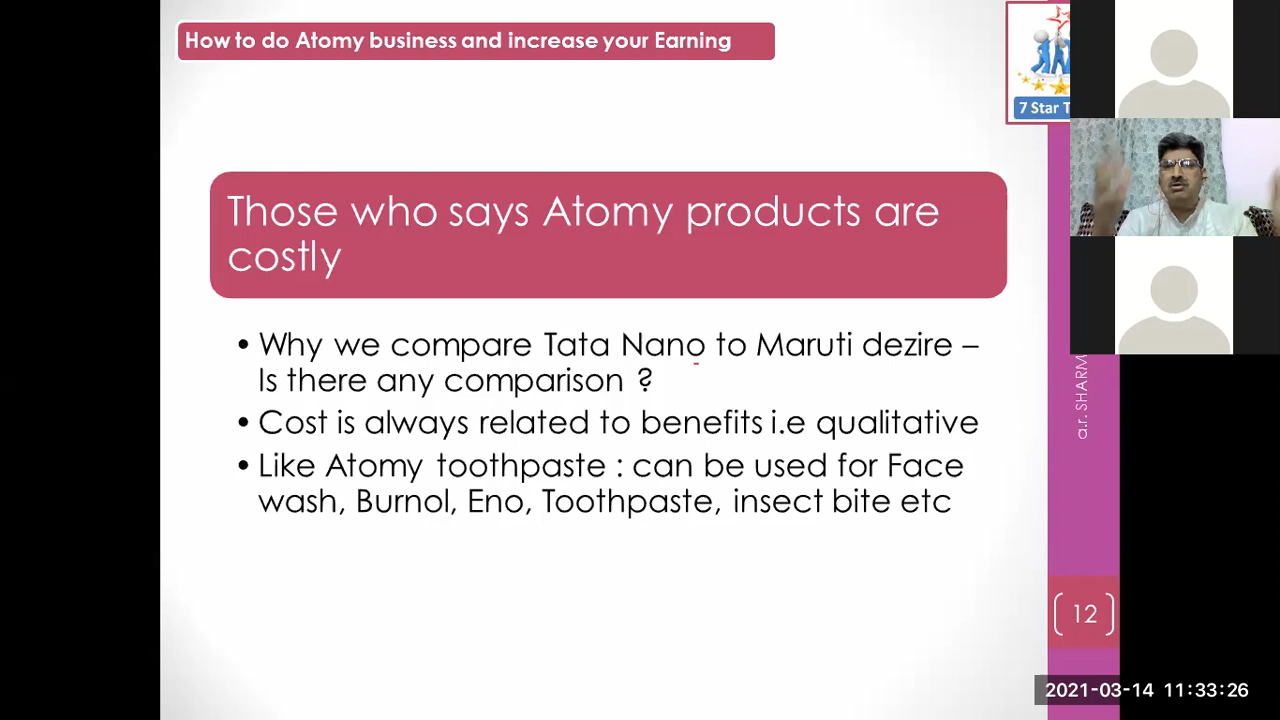 How to do Atomy business and increase your Earning
7 Star T
Those who says Atomy products are
costly
• Why we compare Tata Nano to Maruti dezire –
Is there any comparison ?
• Cost is always related to benefits i.e qualitative
• Like Atomy toothpaste : can be used for Face
wash, Burnol, Eno, Toothpaste, insect bite etc
a.r. SHARM
12
2021-03-14 11:33:26